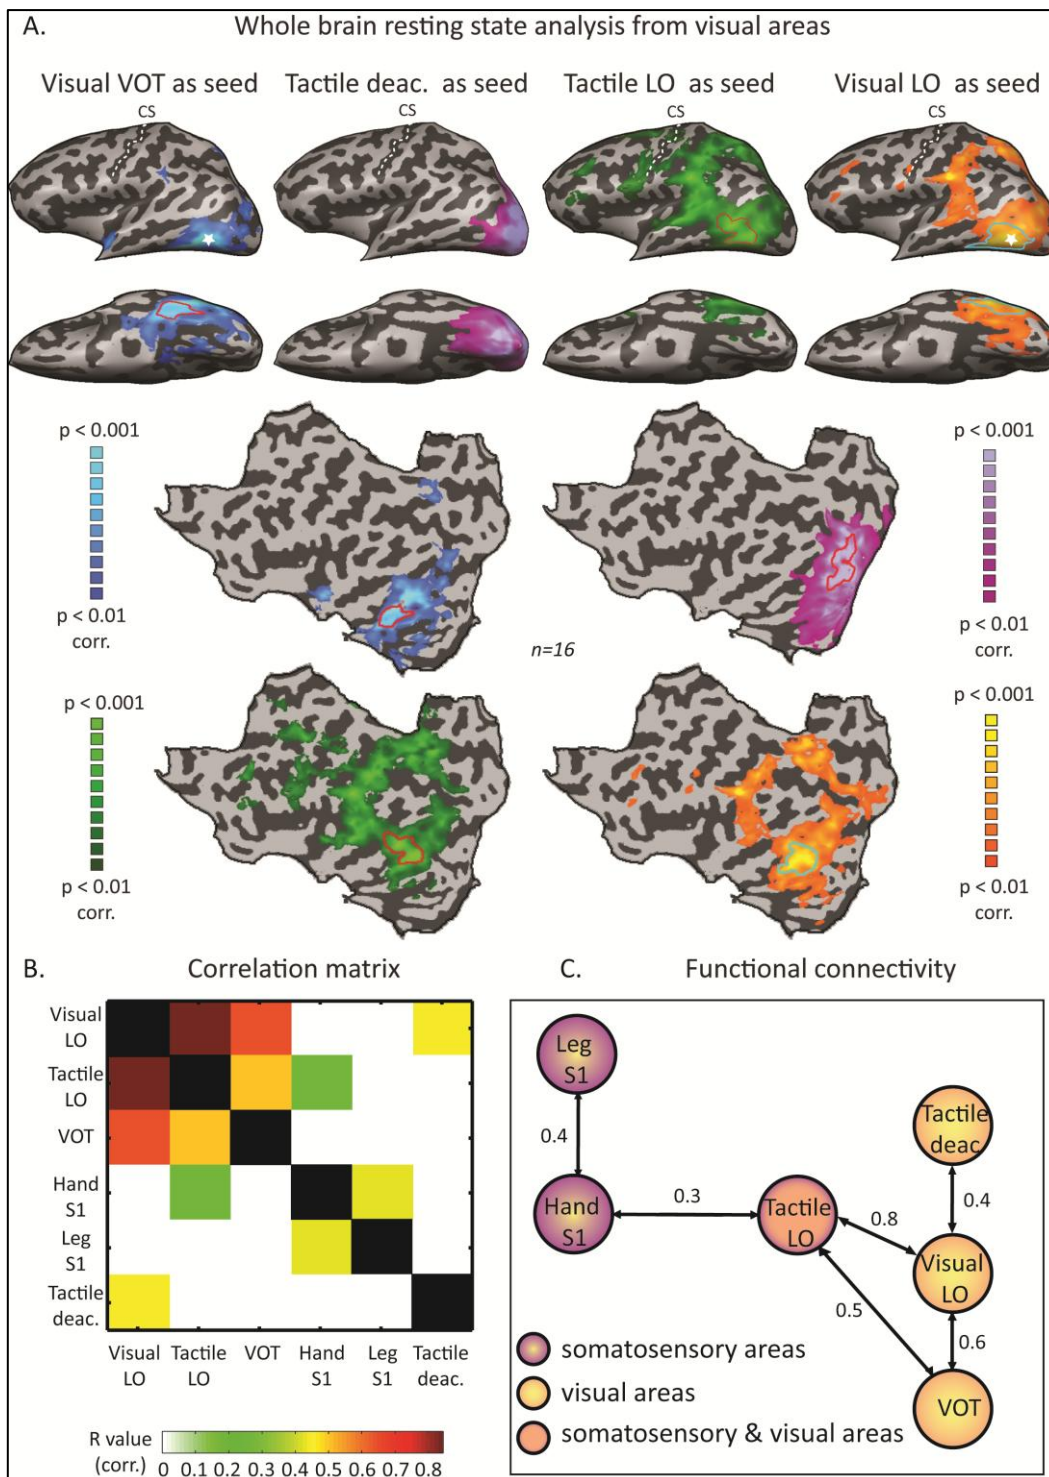 A. Whole brain resting state analysis from visual areas
Visual VOT as seed Tactile deac. as seed Tactile LO as seed Visual LO as seed
CS CS CS CS
p < 0.001 p < 0.001
p < 0.01 p < 0.01
corr. corr.
n=16
p < 0.001 p < 0.001
p < 0.01 p < 0.01
corr. corr.
B. Correlation matrix
Visual
LO
Tactile
LO
VOT
Hand
S1
Leg
S1
Tactile
deac.
Visual Tactile VOT Hand Leg Tactile
LO LO S1 S1 deac.
R value
(corr.) 0 0.1 0.2 0.3 0.4 0.5 0.6 0.7 0.8
C. Functional connectivity
Leg
S1
Tactile
deac.
0.4
Hand
S1
0.3
Tactile
LO
0.8
0.4
Visual
LO
0.5
0.6
VOT
somatosensory areas
visual areas
somatosensory & visual areas